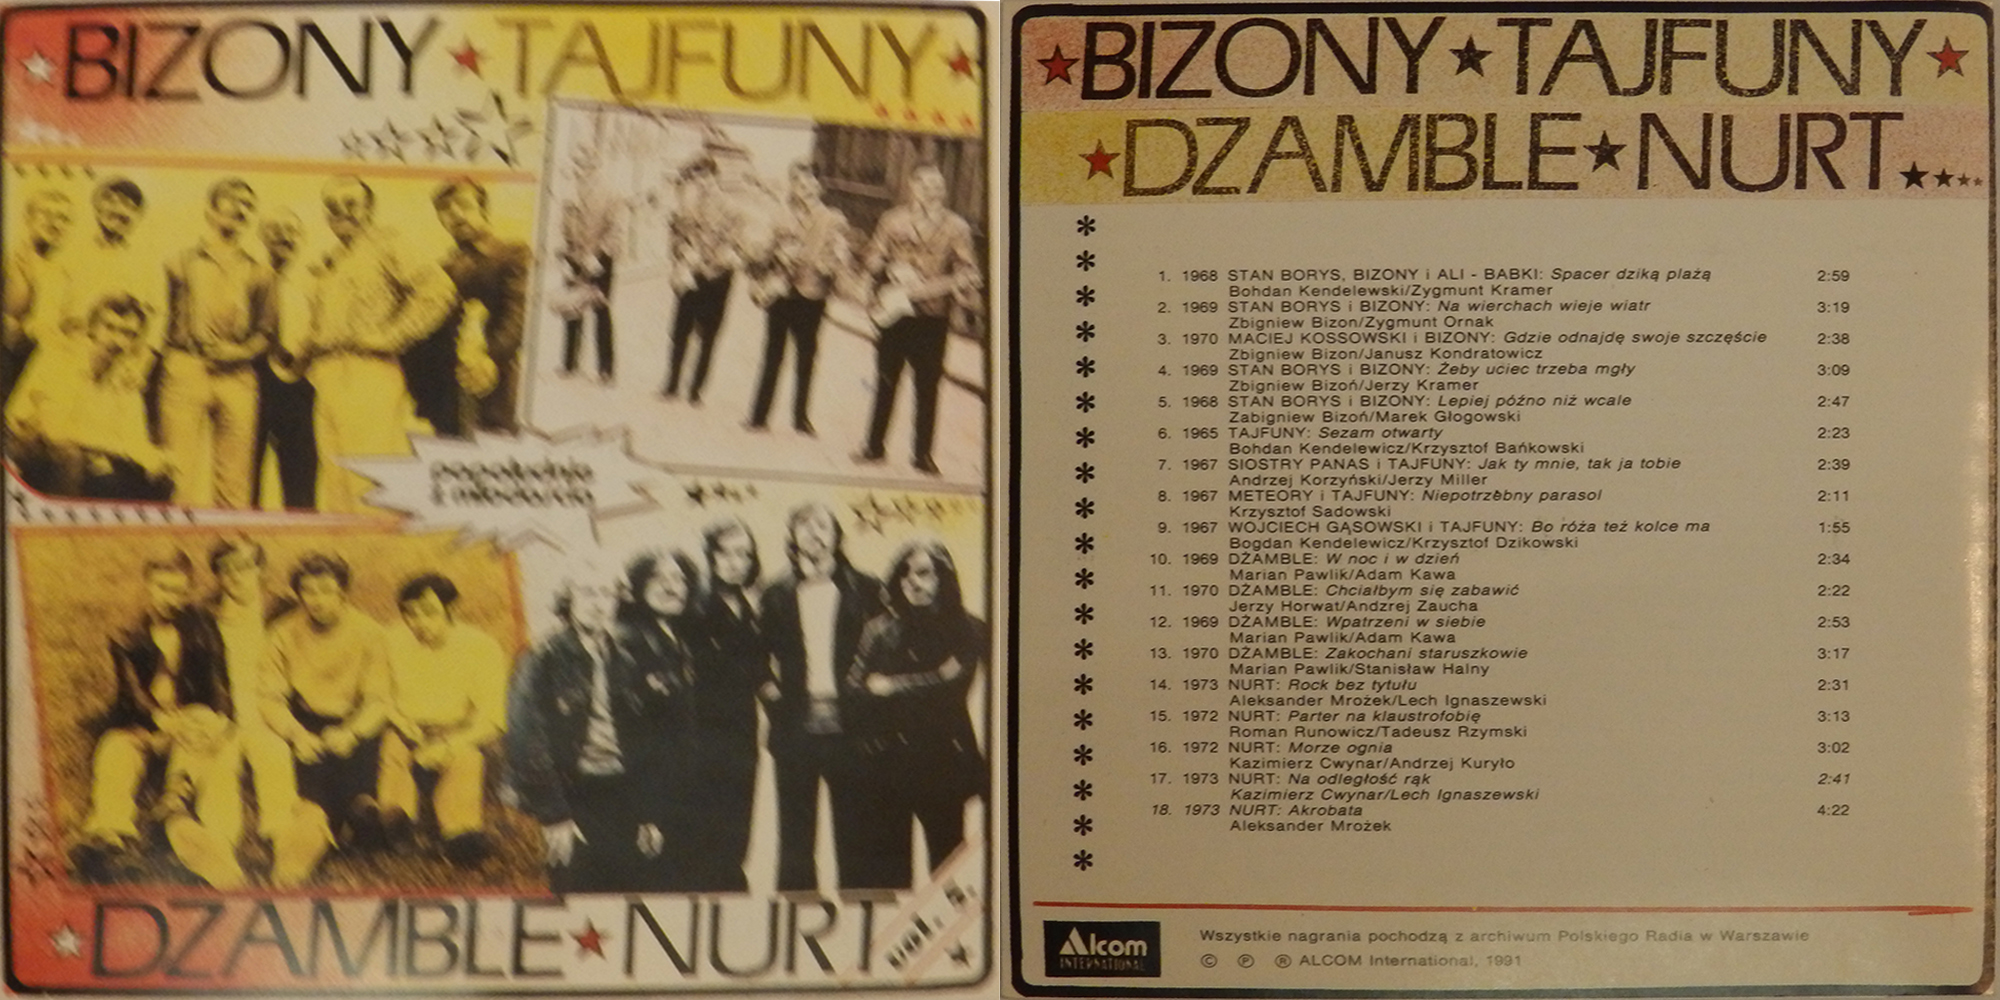 BIZONY ★ TAJFUNY
popołudnie
z młodością
DZAMBLE ★ NURT
vol. 5.
BIZONY ★ TAJFUNY
DZAMBLE ★ NURT...
1. 1968 STAN BORYS, BIZONY i ALI - BABKI: Spacer dziką plażą 2:59
Bohdan Kendelewski/Zygmunt Kramer
2. 1969 STAN BORYS i BIZONY: Na wierchach wieje wiatr 3:19
Zbigniew Bizon/Zygmunt Ornak
3. 1970 MACIEJ KOSSOWSKI i BIZONY: Gdzie odnajdę swoje szczęście 2:38
Zbigniew Bizon/Janusz Kondratowicz
4. 1969 STAN BORYS i BIZONY: Żeby uciec trzeba mgły 3:09
Zbigniew Bizoń/Jerzy Kramer
5. 1968 STAN BORYS i BIZONY: Lepiej późno niż wcale 2:47
Zabigniew Bizoń/Marek Głogowski
6. 1965 TAJFUNY: Sezam otwarty 2:23
Bohdan Kendelewicz/Krzysztof Bańkowski
7. 1967 SIOSTRY PANAS i TAJFUNY: Jak ty mnie, tak ja tobie 2:39
Andrzej Korzyński/Jerzy Miller
8. 1967 METEORY i TAJFUNY: Niepotrzebny parasol 2:11
Krzysztof Sadowski
9. 1967 WOJCIECH GĄSOWSKI i TAJFUNY: Bo róża też kolce ma 1:55
Bogdan Kendelewicz/Krzysztof Dzikowski
10. 1969 DŻAMBLE: W noc i w dzień 2:34
Marian Pawlik/Adam Kawa
11. 1970 DŻAMBLE: Chciałbym się zabawić 2:22
Jerzy Horwat/Andzrej Zaucha
12. 1969 DŻAMBLE: Wpatrzeni w siebie 2:53
Marian Pawlik/Adam Kawa
13. 1970 DŻAMBLE: Zakochani staruszkowie 3:17
Marian Pawlik/Stanisław Halny
14. 1973 NURT: Rock bez tytułu 2:31
Aleksander Mrożek/Lech Ignaszewski
15. 1972 NURT: Parter na klaustrofobię 3:13
Roman Runowicz/Tadeusz Rzymski
16. 1972 NURT: Morze ognia 3:02
Kazimierz Cwynar/Andrzej Kuryło
17. 1973 NURT: Na odległość rąk 2:41
Kazimierz Cwynar/Lech Ignaszewski
18. 1973 NURT: Akrobata 4:22
Aleksander Mrożek
Alcom
INTERNATIONAL
Wszystkie nagrania pochodzą z archiwum Polskiego Radia w Warszawie
© ℗ ® ALCOM International, 1991